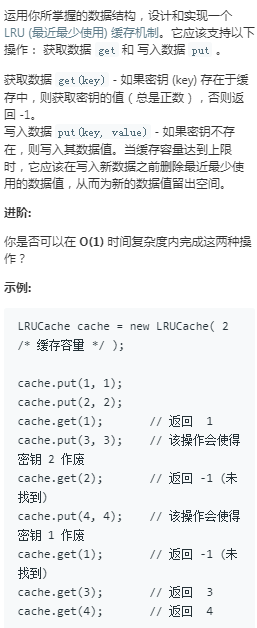 运用你所掌握的数据结构，设计和实现一个
LRU (最近最少使用) 缓存机制。它应该支持以下
操作： 获取数据 get 和 写入数据 put 。
获取数据 get(key) - 如果密钥 (key) 存在于缓
存中，则获取密钥的值（总是正数），否则返
回 -1。
写入数据 put(key, value) - 如果密钥不存
在，则写入其数据值。当缓存容量达到上限
时，它应该在写入新数据之前删除最近最少使
用的数据值，从而为新的数据值留出空间。
进阶:
你是否可以在 O(1) 时间复杂度内完成这两种操
作？
示例:
LRUCache cache = new LRUCache( 2
/* 缓存容量 */ );
cache.put(1, 1);
cache.put(2, 2);
cache.get(1);       // 返回  1
cache.put(3, 3);    // 该操作会使得
密钥 2 作废
cache.get(2);       // 返回 -1 (未
找到)
cache.put(4, 4);    // 该操作会使得
密钥 1 作废
cache.get(1);       // 返回 -1 (未
找到)
cache.get(3);       // 返回  3
cache.get(4);       // 返回  4